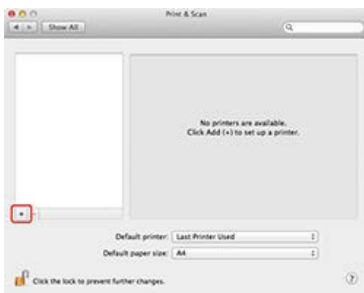 Print & Scan
Show All
No printers are available.
Click Add (+) to set up a printer.
+ -
Default printer: Last Printer Used
Default paper size: A4
Click the lock to prevent further changes.
?